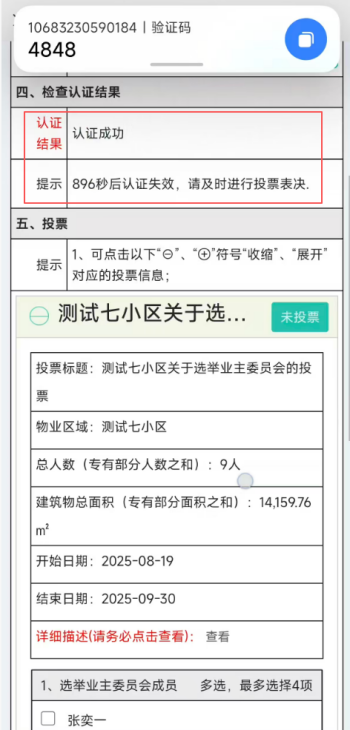 10683230590184 | 验证码
4848
四、检查认证结果
认证
结果
认证成功
提示
896秒后认证失效，请及时进行投票表决.
五、投票
提示
1、可点击以下“⊖”、“⊕”符号“收缩”、“展开”
对应的投票信息；
测试七小区关于选...
未投票
投票标题：测试七小区关于选举业主委员会的投
票
物业区域：测试七小区
总人数（专有部分人数之和）：9人
建筑物总面积（专有部分面积之和）：14,159.76
㎡
开始日期：2025-08-19
结束日期：2025-09-30
详细描述(请务必点击查看)： 查看
1、选举业主委员会成员 多选，最多选择4项
张奕一